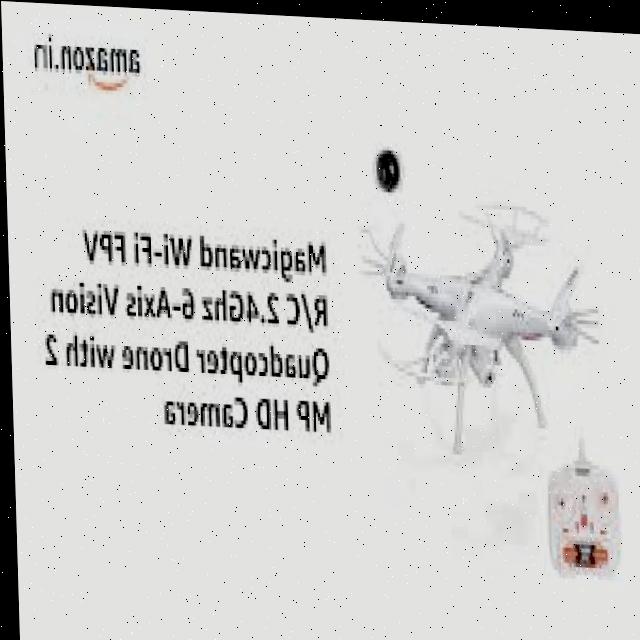 amazon.in
Magicwand Wi-Fi FPV
R/C 2.4Ghz 6-Axis Vision
Quadcopter Drone with 2
MP HD Camera